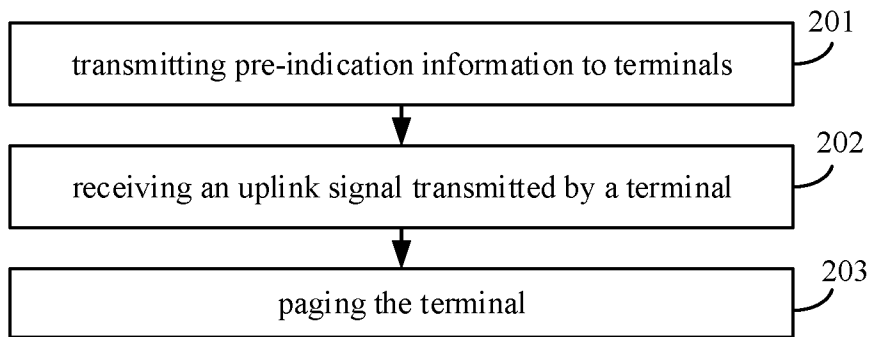 201
transmitting pre-indication information to terminals
202
receiving an uplink signal transmitted by a terminal
203
paging the terminal